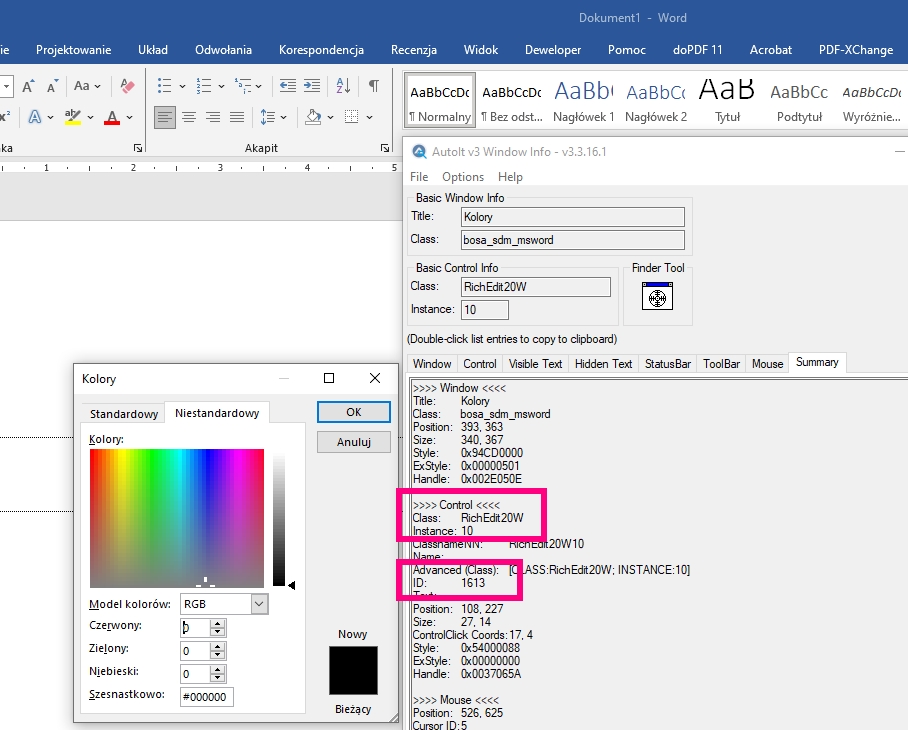 Dokument1 - Word
ie Projektowanie Układ Odwołania Korespondencja Recenzja Widok Deweloper Pomoc Acrobat PDF-XChange
Aa
AaBbCcDc AaBbCcDc AaBb( AaBbCc AaB AaBbCc AaBbCcDc
¶ Normalny ¶ Bez odst... Nagłówek 1 Nagłówek 2 Tytuł Podtytuł Wyróżnie...
ka Akapit
1 2 3 4 5
AutoIt v3 Window Info - v3.3.16.1
File Options Help
Basic Window Info
Title: Kolory
Class: bosa_sdm_msword
Basic Control Info
Class: RichEdit20W
Instance: 10
Finder Tool
(Double-click list entries to copy to clipboard)
Window Control Visible Text Hidden Text StatusBar ToolBar Mouse Summary
>>>> Window <<<<
Title: Kolory
Class: bosa_sdm_msword
Position: 393, 363
Size: 340, 367
Style: 0x94CD0000
ExStyle: 0x00000501
Handle: 0x002E050E
>>>> Control <<<<
Class: RichEdit20W
Instance: 10
ClassnameNN: RichEdit20W10
Name:
Advanced (Class): [CLASS:RichEdit20W; INSTANCE:10]
ID: 1613
Text:
Position: 108, 227
Size: 27, 14
ControlClick Coords: 17, 4
Style: 0x54000088
ExStyle: 0x00000000
Handle: 0x0037065A
>>>> Mouse <<<<
Position: 526, 625
Cursor ID: 5
Kolory
Standardowy Niestandardowy
OK
Anuluj
Kolory:
Model kolorów: RGB
Czerwony: 0
Zielony: 0
Niebieski: 0
Szesnastkowo: #000000
Nowy
Bieżący